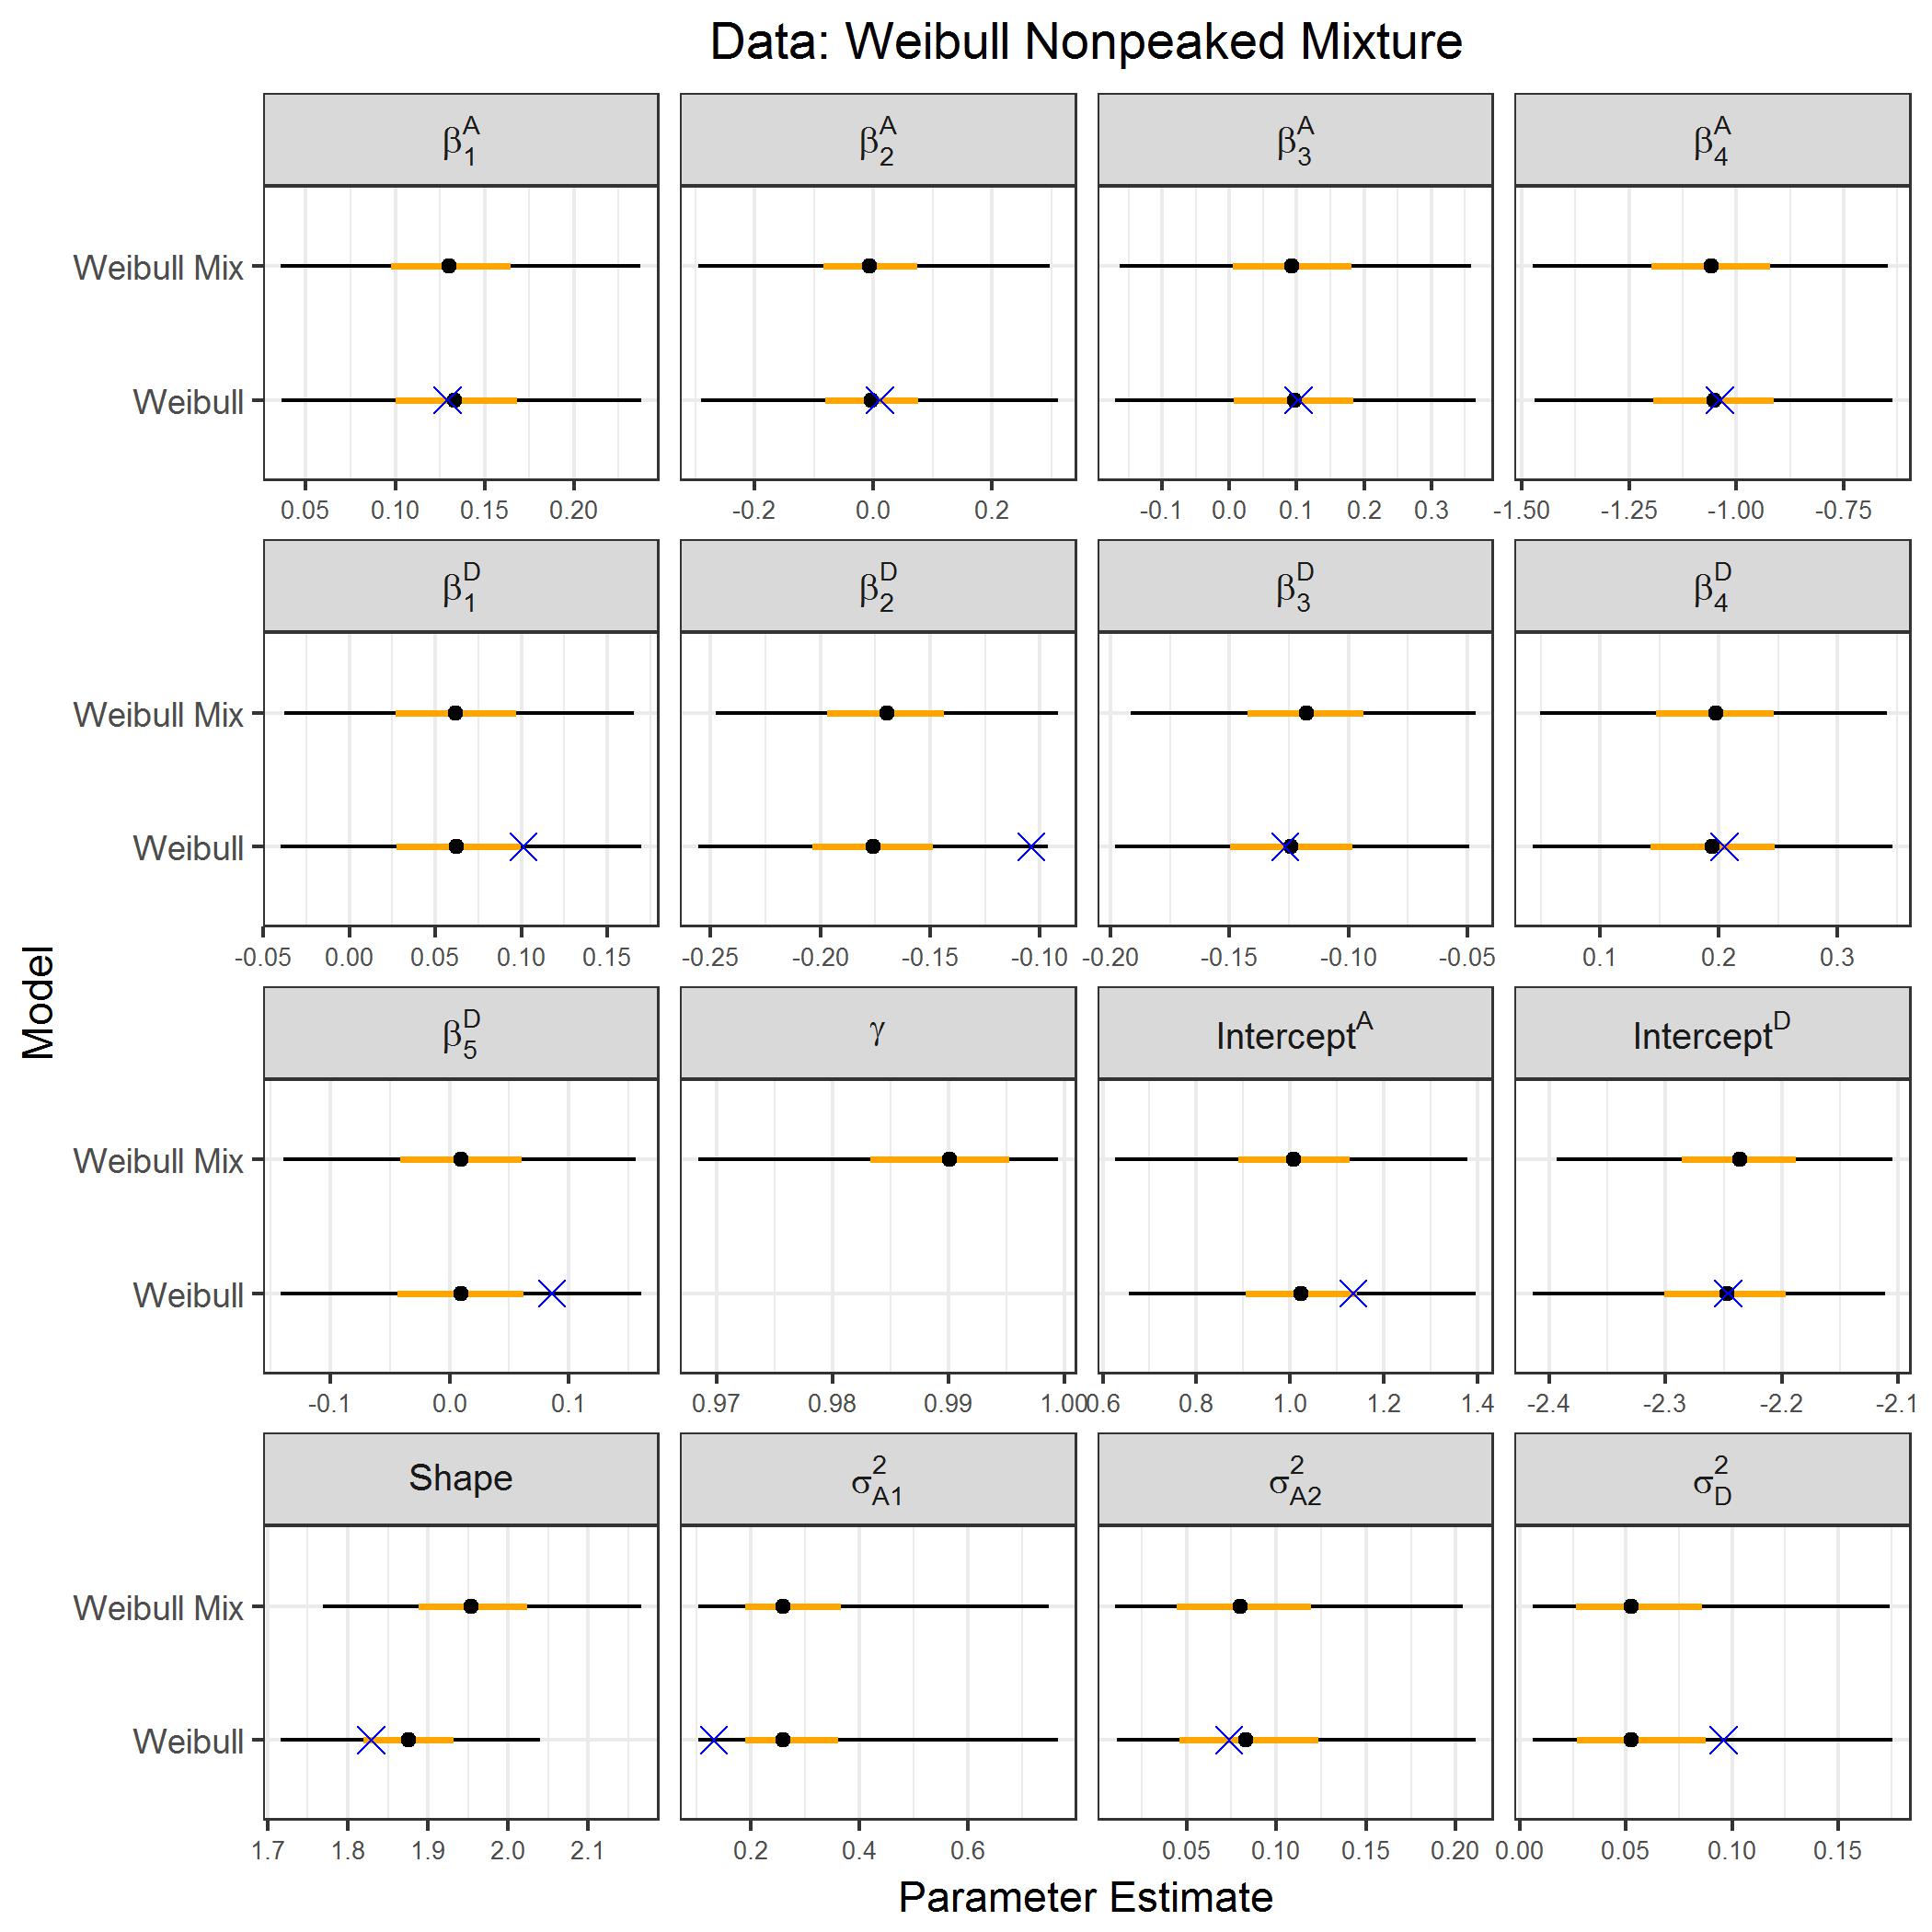 Data: Weibull Nonpeaked Mixture
β₁ᴬ β₂ᴬ β₃ᴬ β₄ᴬ
Weibull Mix
Weibull
0.05 0.10 0.15 0.20 -0.2 0.0 0.2 -0.1 0.0 0.1 0.2 0.3 -1.50 -1.25 -1.00 -0.75
β₁ᴰ β₂ᴰ β₃ᴰ β₄ᴰ
Weibull Mix
Weibull
-0.05 0.00 0.05 0.10 0.15 -0.25 -0.20 -0.15 -0.10 -0.20 -0.15 -0.10 -0.05 0.1 0.2 0.3
Model
β₅ᴰ γ Interceptᴬ Interceptᴰ
Weibull Mix
Weibull
-0.1 0.0 0.1 0.97 0.98 0.99 1.00 0.6 0.8 1.0 1.2 1.4 -2.4 -2.3 -2.2 -2.1
Shape σ²A1 σ²A2 σ²D
Weibull Mix
Weibull
1.7 1.8 1.9 2.0 2.1 0.2 0.4 0.6 0.05 0.10 0.15 0.20 0.00 0.05 0.10 0.15
Parameter Estimate